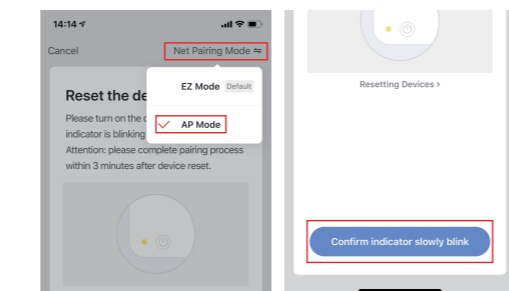 14:14
Cancel
Net Pairing Mode ⇋
EZ Mode Default
AP Mode
Reset the de
Please turn on the
indicator is blinking
Attention: please complete pairing process
within 3 minutes after device reset.
Resetting Devices >
Confirm indicator slowly blink